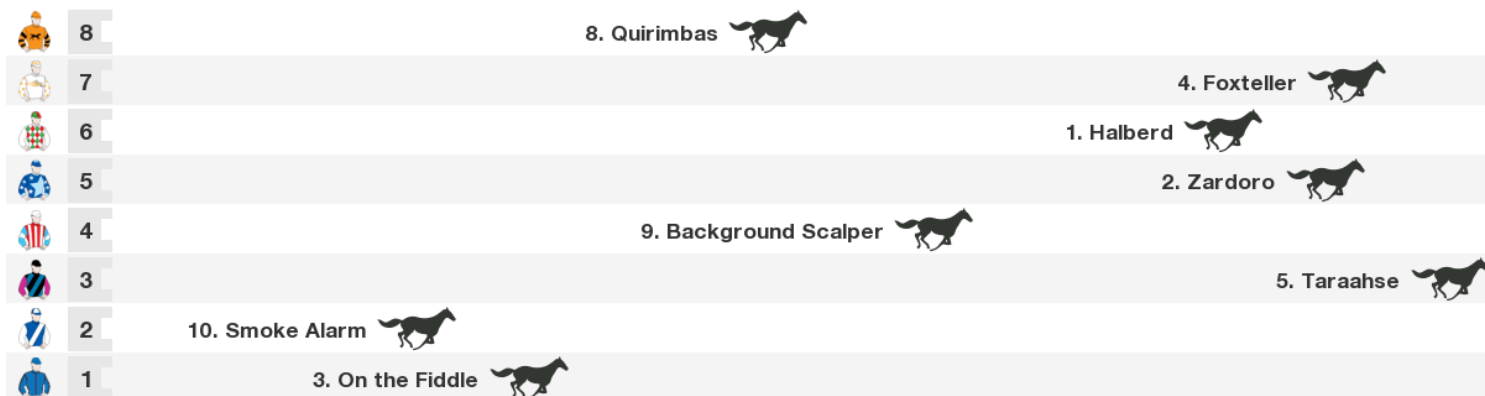 8 8. Quirimbas
7 4. Foxteller
6 1. Halberd
5 2. Zardoro
4 9. Background Scalper
3 5. Taraahse
2 10. Smoke Alarm
1 3. On the Fiddle